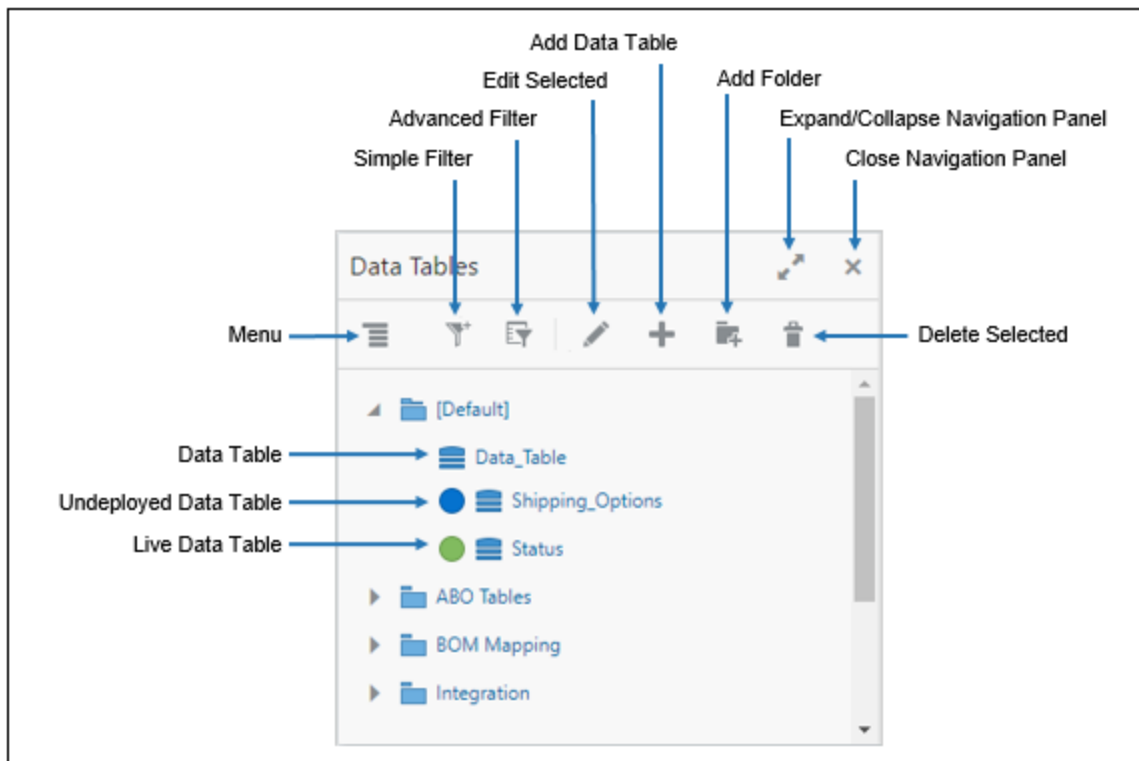 Add Data Table
Edit Selected
Add Folder
Advanced Filter
Expand/Collapse Navigation Panel
Simple Filter
Close Navigation Panel
Data Tables
Menu
Delete Selected
[Default]
Data Table
Data_Table
Undeployed Data Table
Shipping_Options
Live Data Table
Status
ABO Tables
BOM Mapping
Integration